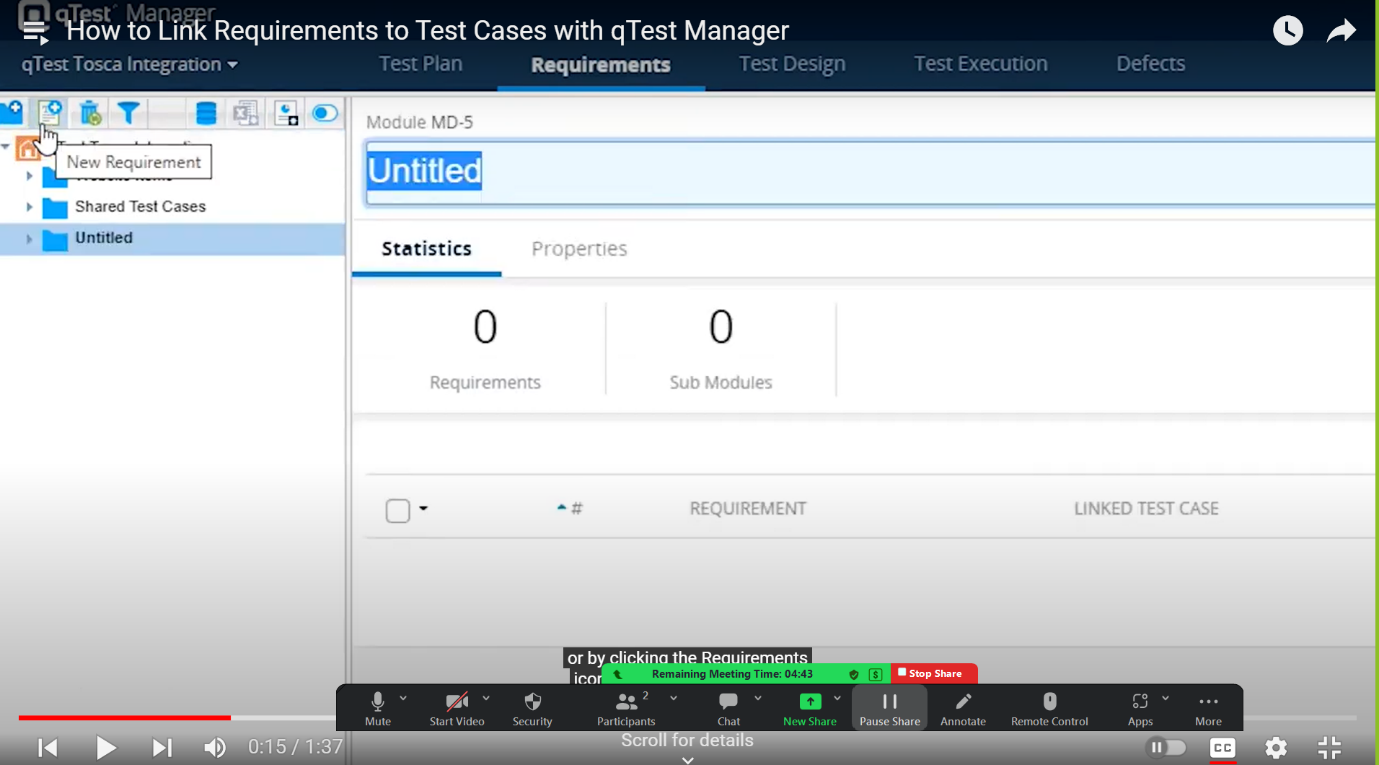 qTest Manager
How to Link Requirements to Test Cases with qTest Manager
qTest Tosca Integration
Test Plan
Requirements
Test Design
Test Execution
Defects
New Requirement
Shared Test Cases
Untitled
Module MD-5
Untitled
Statistics
Properties
0
Requirements
0
Sub Modules
#
REQUIREMENT
LINKED TEST CASE
or by clicking the Requirements
Remaining Meeting Time: 04:43
Stop Share
Mute
Start Video
Security
2
Participants
Chat
New Share
Pause Share
Annotate
Remote Control
Apps
More
0:15 / 1:37
Scroll for details
CC